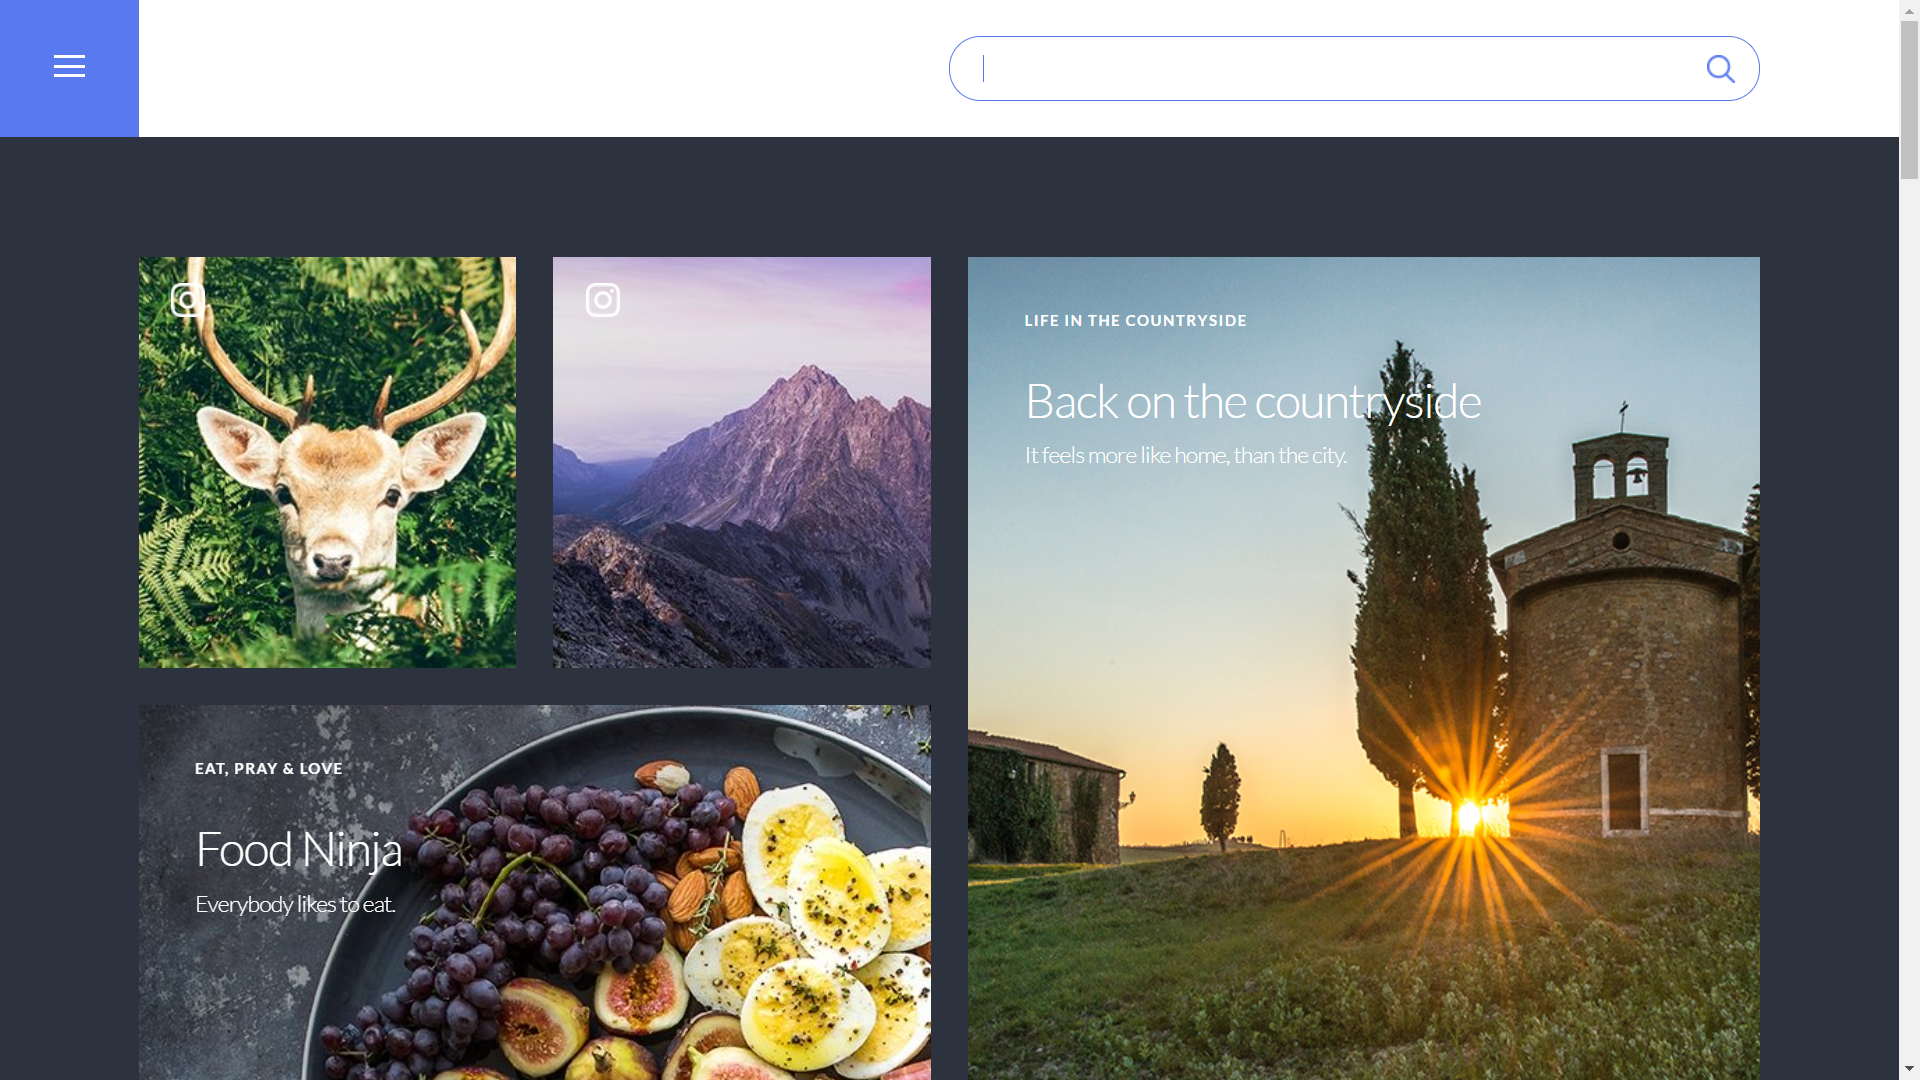 LIFE IN THE COUNTRYSIDE
Back on the countryside
It feels more like home, than the city.
EAT, PRAY & LOVE
Food Ninja
Everybody likes to eat.